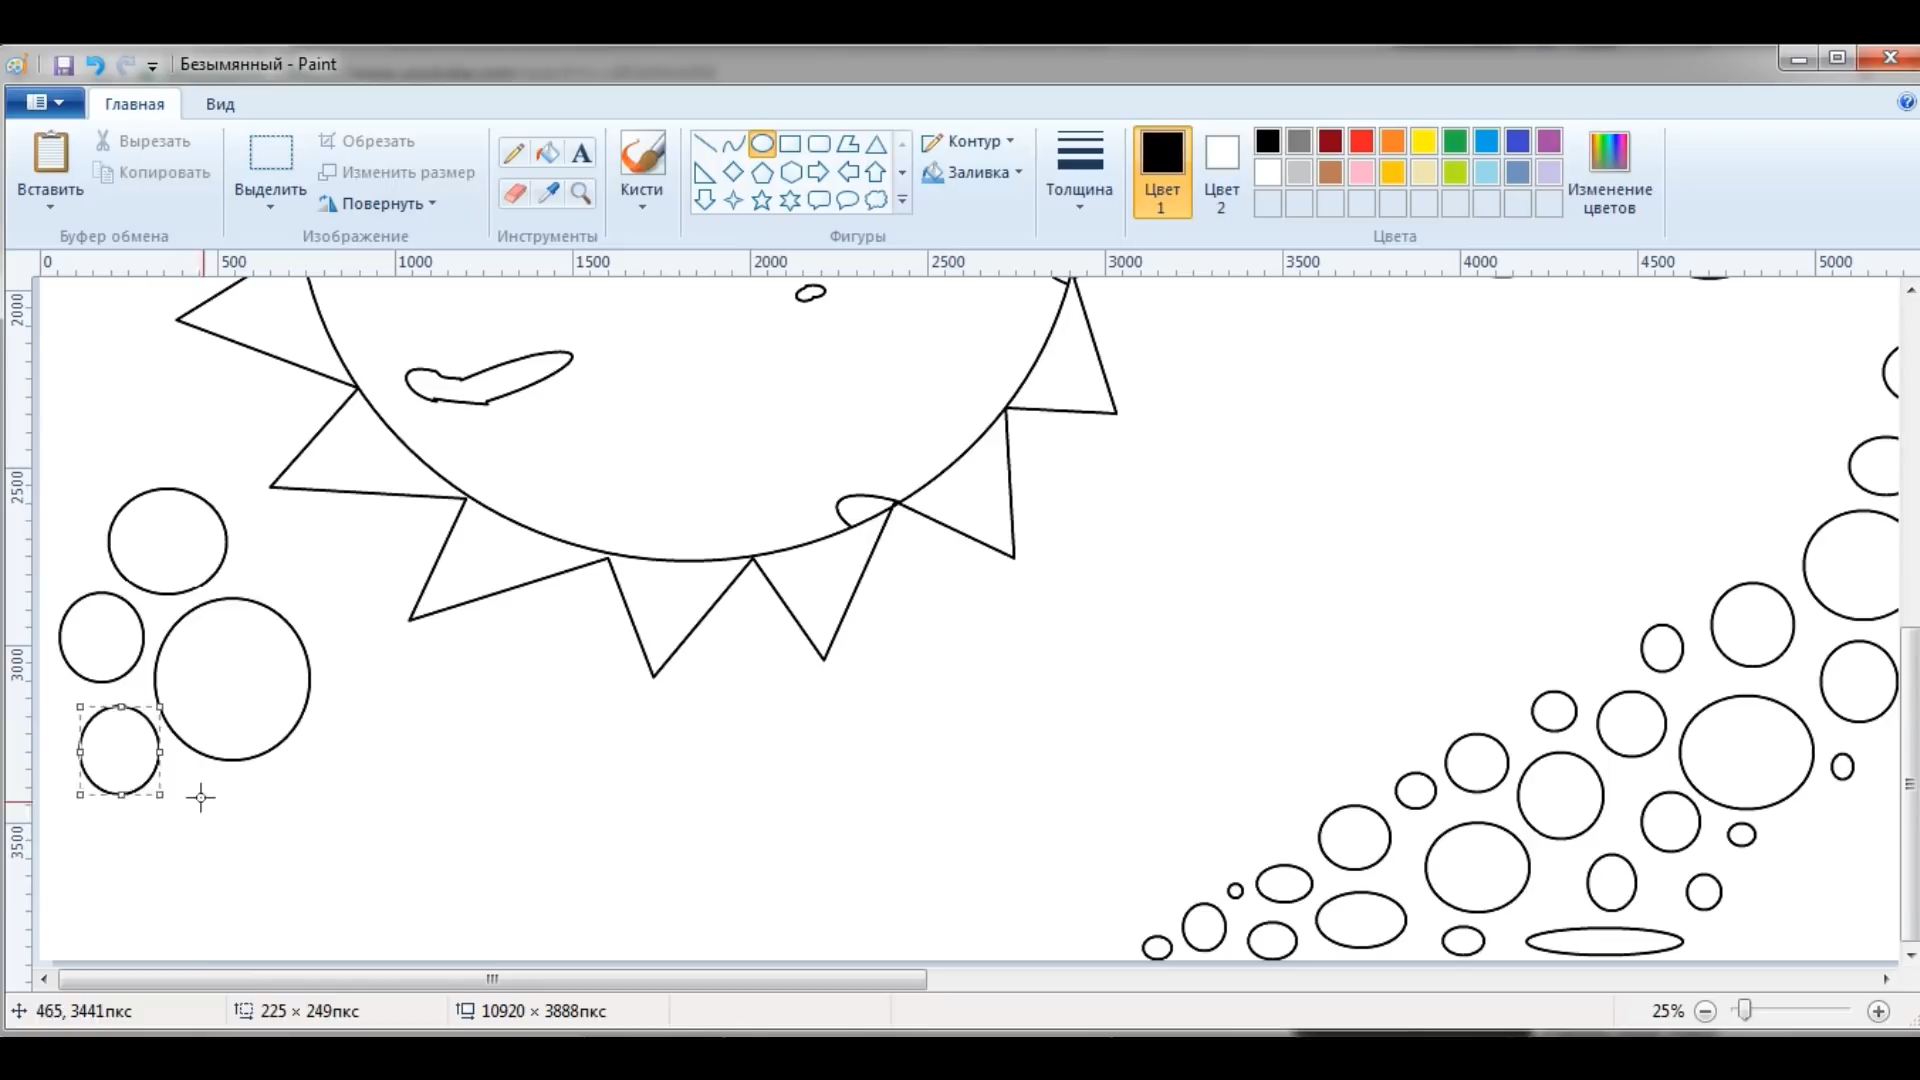 Безымянный - Paint
Главная
Вид
Вставить
Вырезать
Копировать
Буфер обмена
Выделить
Обрезать
Изменить размер
Повернуть
Изображение
A
Инструменты
Кисти
Контур
Заливка
Фигуры
Толщина
Цвет
1
Цвет
2
Изменение
цветов
Цвета
0 500 1000 1500 2000 2500 3000 3500 4000 4500 5000
2000
2500
3000
3500
465, 3441пкс
225 × 249пкс
10920 × 3888пкс
25%